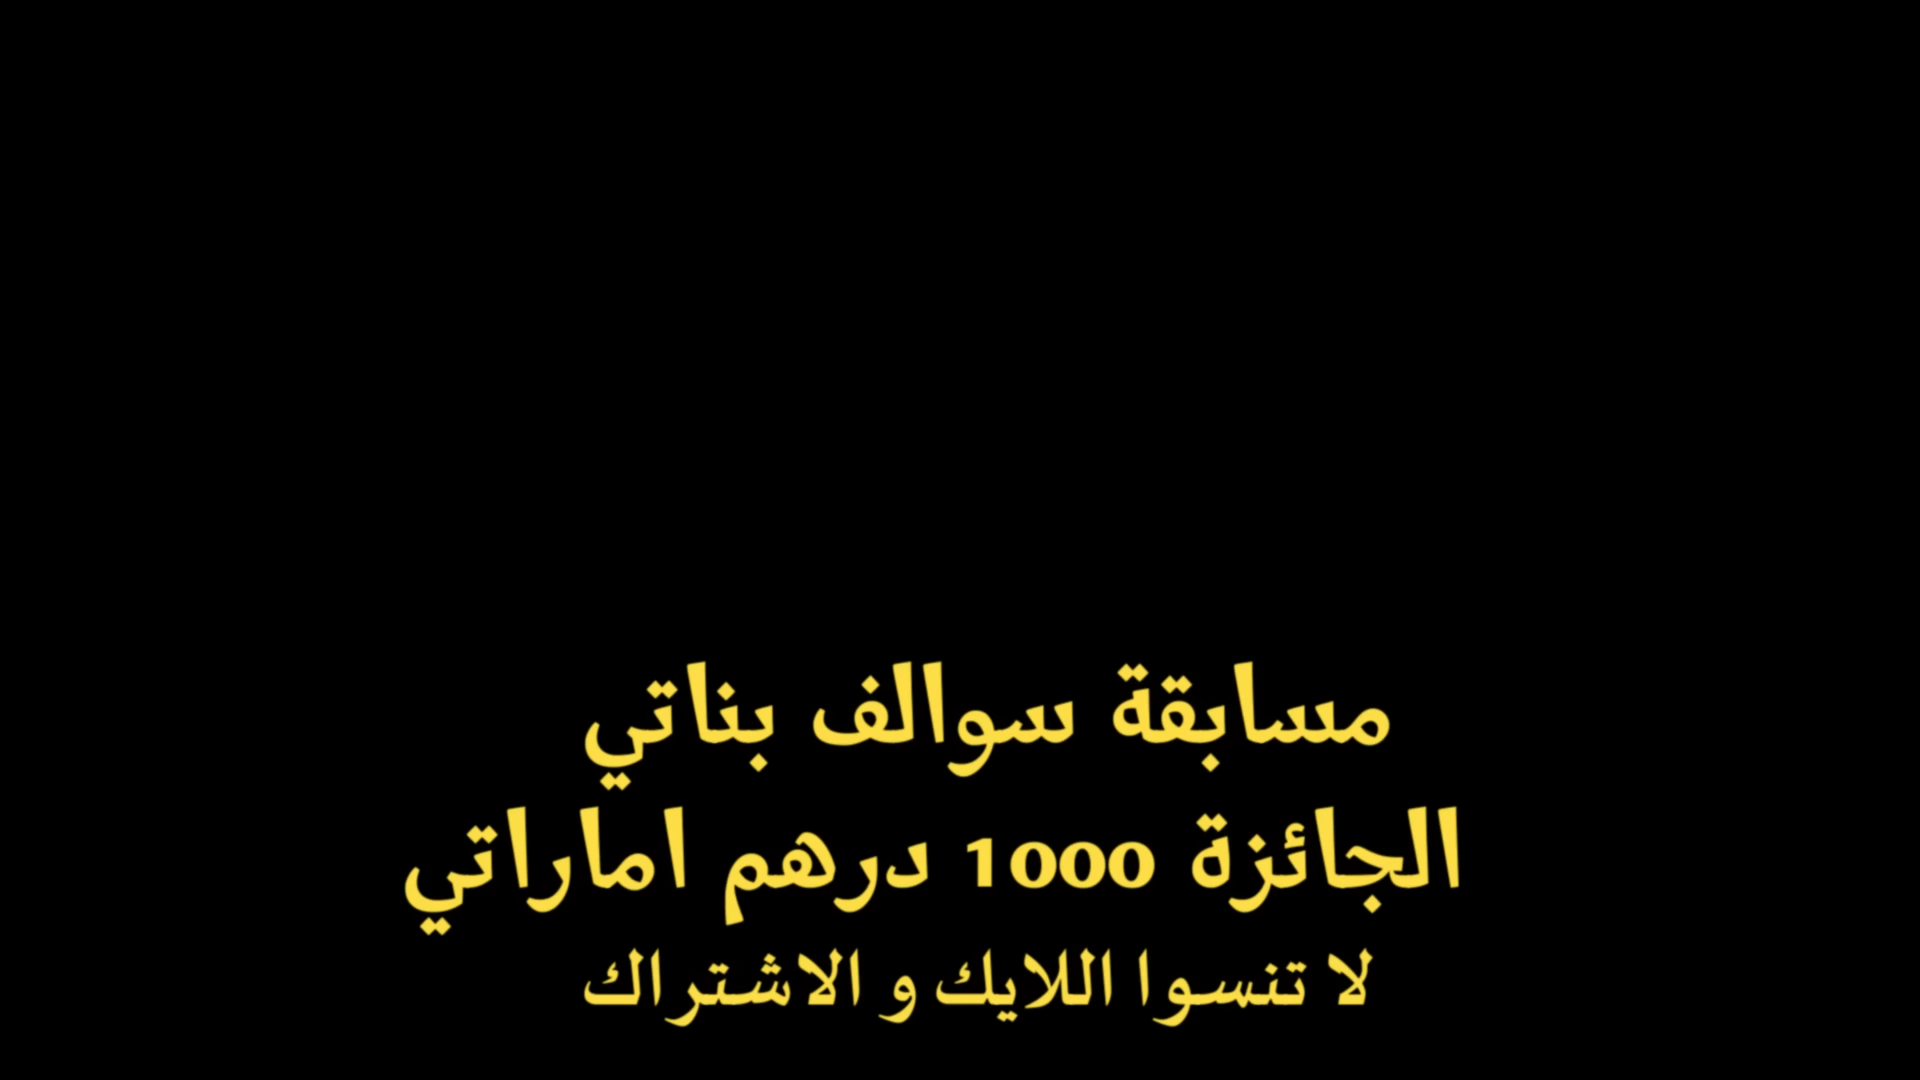 مسابقة سوالف بناتي
الجائزة 1000 درهم اماراتي
لا تنسوا اللايك و الاشتراك